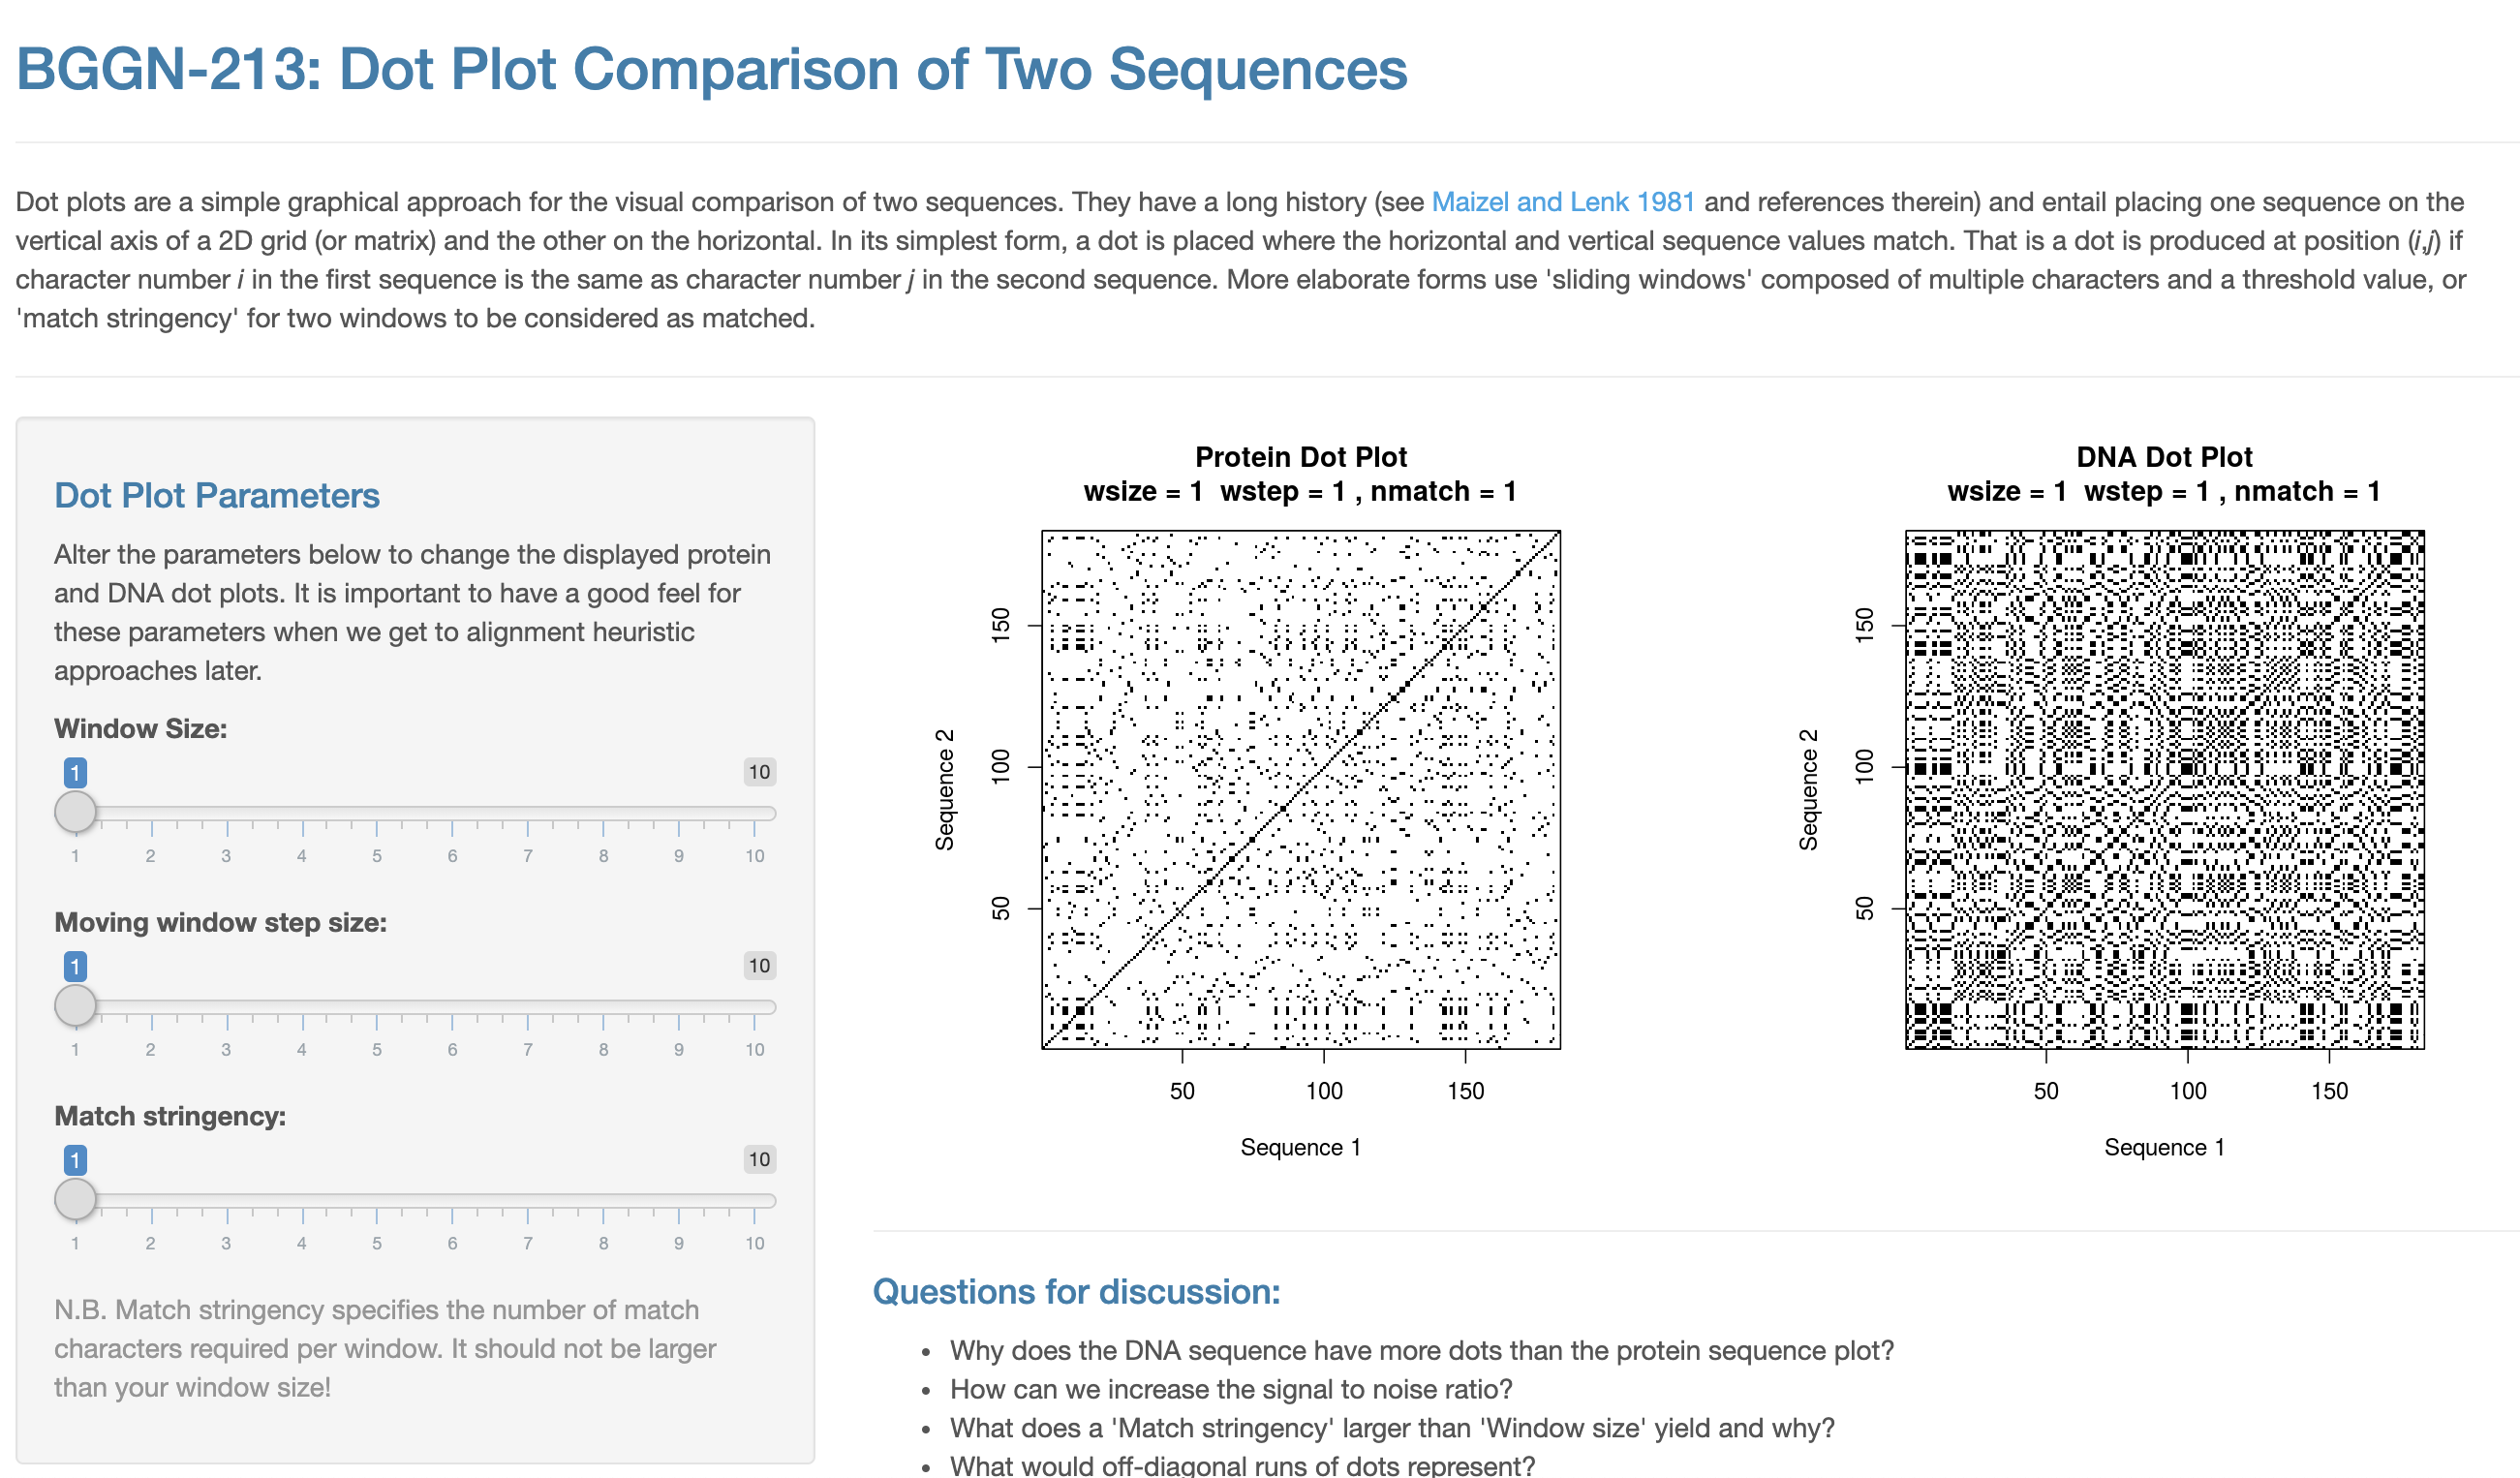 BGGN-213: Dot Plot Comparison of Two Sequences
Dot plots are a simple graphical approach for the visual comparison of two sequences. They have a long history (see Maizel and Lenk 1981 and references therein) and entail placing one sequence on the
vertical axis of a 2D grid (or matrix) and the other on the horizontal. In its simplest form, a dot is placed where the horizontal and vertical sequence values match. That is a dot is produced at position (i,j) if
character number i in the first sequence is the same as character number j in the second sequence. More elaborate forms use 'sliding windows' composed of multiple characters and a threshold value, or
'match stringency' for two windows to be considered as matched.
Dot Plot Parameters
Alter the parameters below to change the displayed protein
and DNA dot plots. It is important to have a good feel for
these parameters when we get to alignment heuristic
approaches later.
Window Size:
1 10
1 2 3 4 5 6 7 8 9 10
Moving window step size:
1 10
1 2 3 4 5 6 7 8 9 10
Match stringency:
1 10
1 2 3 4 5 6 7 8 9 10
N.B. Match stringency specifies the number of match
characters required per window. It should not be larger
than your window size!
Protein Dot Plot
wsize = 1 wstep = 1 , nmatch = 1
Sequence 2
150
100
50
50 100 150
Sequence 1
DNA Dot Plot
wsize = 1 wstep = 1 , nmatch = 1
Sequence 2
150
100
50
50 100 150
Sequence 1
Questions for discussion:
• Why does the DNA sequence have more dots than the protein sequence plot?
• How can we increase the signal to noise ratio?
• What does a 'Match stringency' larger than 'Window size' yield and why?
• What would off-diagonal runs of dots represent?